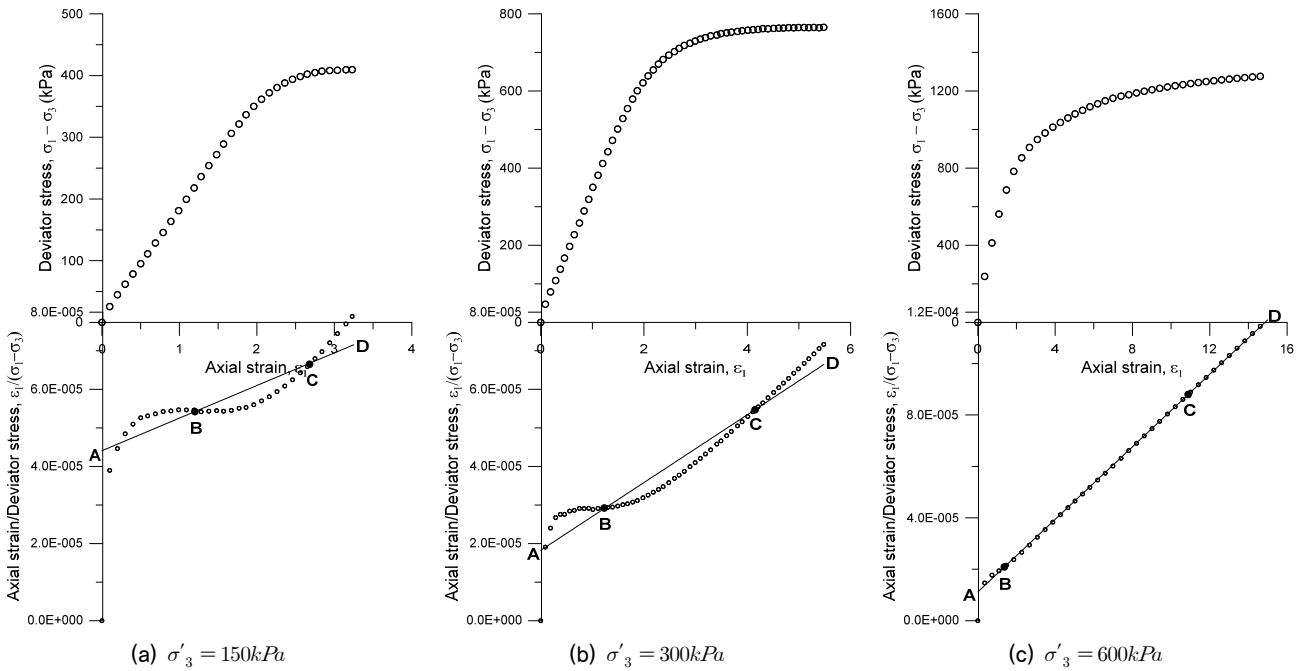 500
400
300
200
100
0
8.0E-005
6.0E-005
4.0E-005
2.0E-005
0.0E+000
0 1 2 3 4
Deviator stress, σ₁ − σ₃ (kPa)
Axial strain, ε₁
Axial strain/Deviator stress, ε₁/(σ₁−σ₃)
A
B
C
D
(a) σ'₃ = 150kPa
800
600
400
200
0
8.0E-005
6.0E-005
4.0E-005
2.0E-005
0.0E+000
0 2 4 6
Deviator stress, σ₁ − σ₃ (kPa)
Axial strain, ε₁
Axial strain/Deviator stress, ε₁/(σ₁−σ₃)
A
B
C
D
(b) σ'₃ = 300kPa
1600
1200
800
400
0
1.2E-004
8.0E-005
4.0E-005
0.0E+000
0 4 8 12 16
Deviator stress, σ₁ − σ₃ (kPa)
Axial strain, ε₁
Axial strain/Deviator stress, ε₁/(σ₁−σ₃)
A
B
C
D
(c) σ'₃ = 600kPa